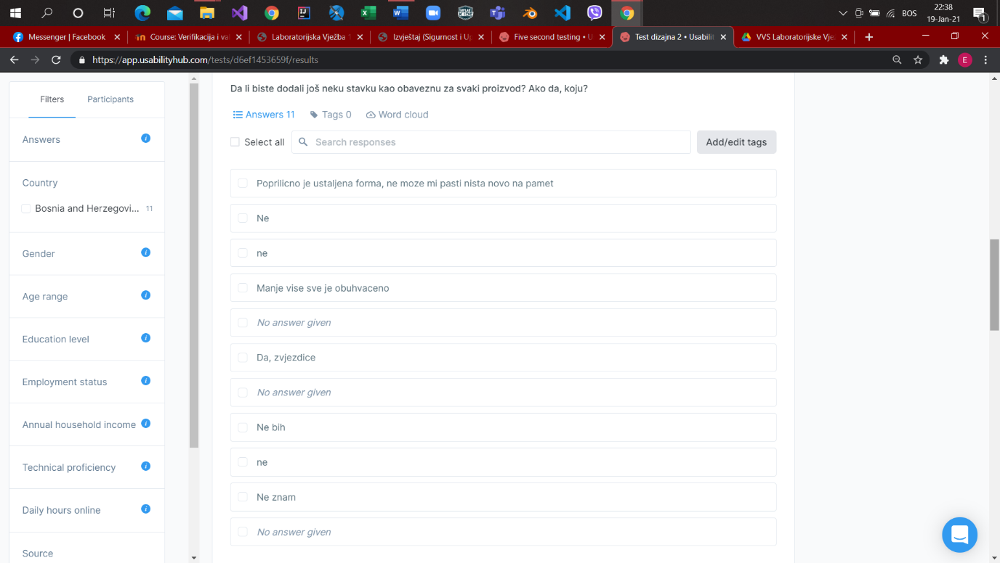 BOS
22:38
19-Jan-21
1
Messenger | Facebook
Course: Verifikacija i va
Laboratorijska Vježba 1
Izvještaj (Sigurnost i Up
Five second testing • U
Test dizajna 2 • Usabilit
VVS Laboratorijske Vje
https://app.usabilityhub.com/tests/d6ef1453659f/results
E
Filters
Participants
Answers
Country
Bosnia and Herzegovi... 11
Gender
Age range
Education level
Employment status
Annual household income
Technical proficiency
Daily hours online
Source
Da li biste dodali još neku stavku kao obaveznu za svaki proizvod? Ako da, koju?
Answers 11
Tags 0
Word cloud
Select all
Search responses
Add/edit tags
Poprilicno je ustaljena forma, ne moze mi pasti nista novo na pamet
Ne
ne
Manje vise sve je obuhvaceno
No answer given
Da, zvjezdice
No answer given
Ne bih
ne
Ne znam
No answer given